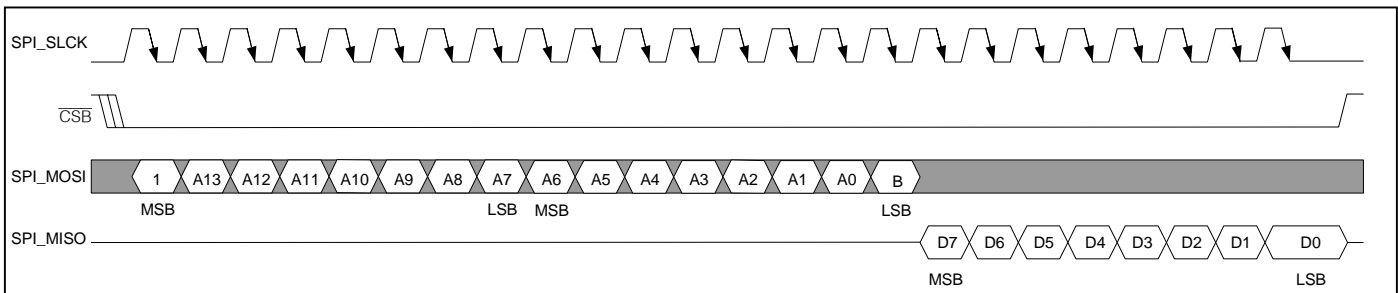 SPI_SLCK
CSB
SPI_MOSI 1 A13 A12 A11 A10 A9 A8 A7 A6 A5 A4 A3 A2 A1 A0 B
MSB LSB MSB LSB
SPI_MISO D7 D6 D5 D4 D3 D2 D1 D0
MSB LSB